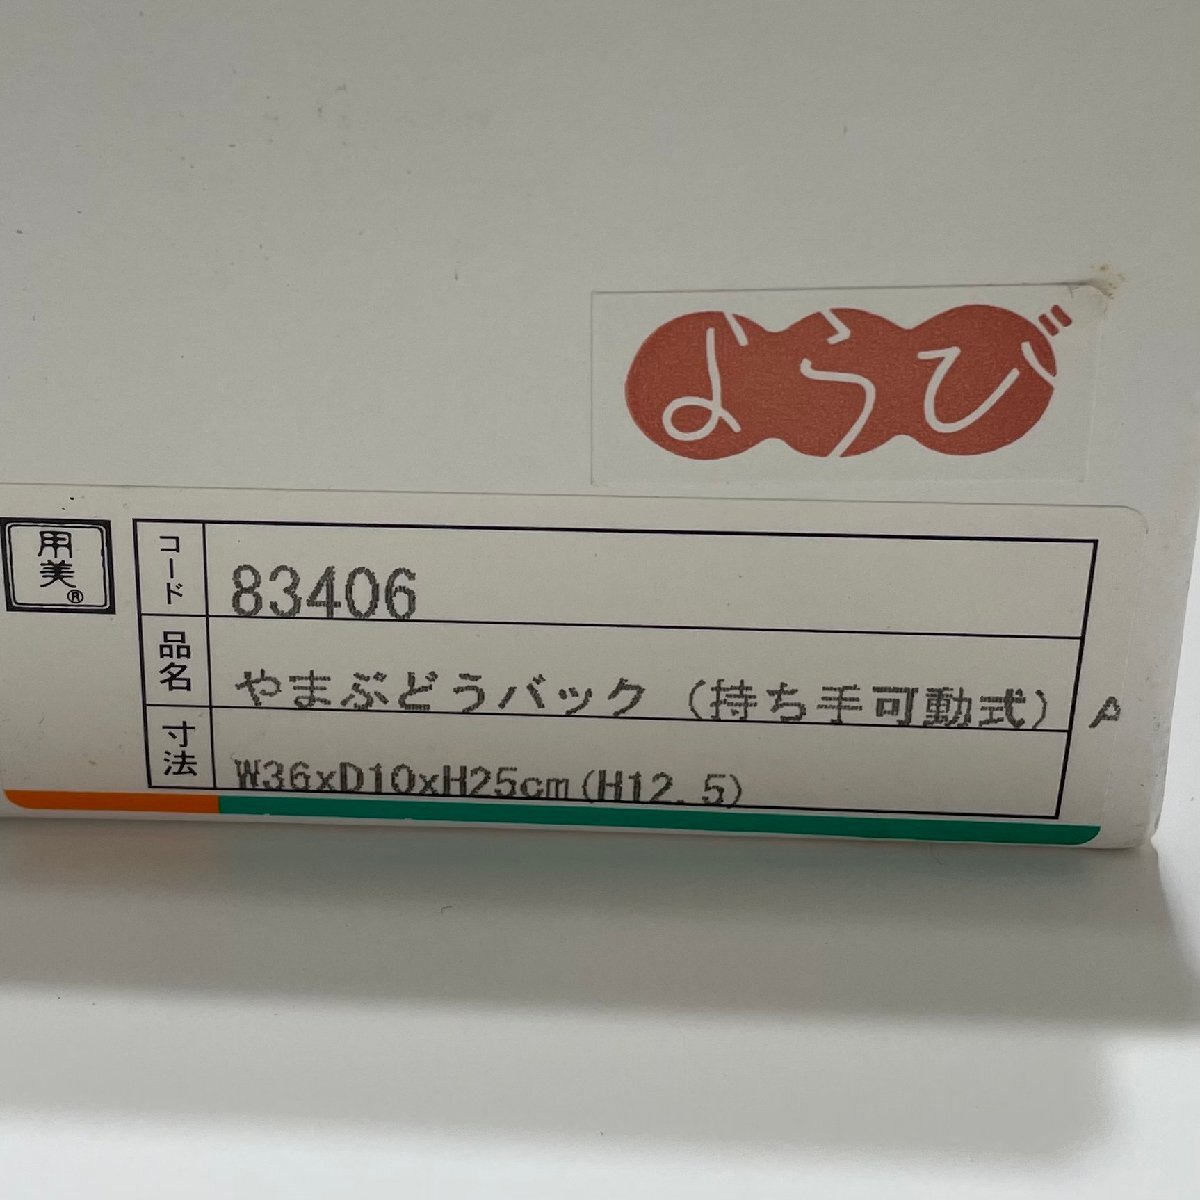 ようび
用美®
コード 83406
品名 やまぶどうバック (持ち手可動式) A
寸法 W36xD10xH25cm(H12.5)